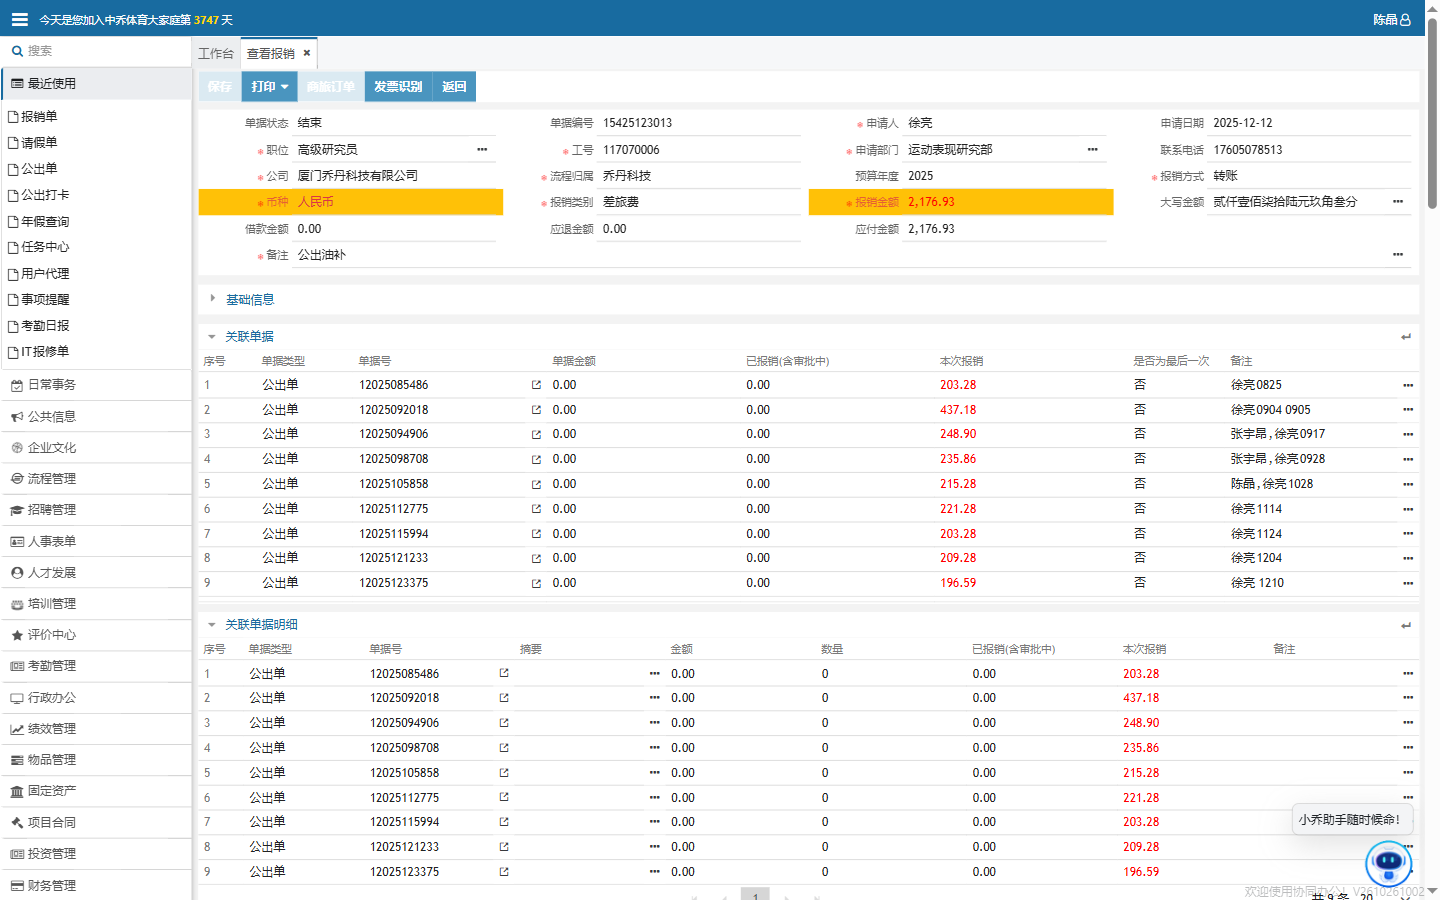 今天是您加入中乔体育大家庭第 3747 天
陈晶
搜索
工作台 查看报销 ×
最近使用
报销单
请假单
公出单
公出打卡
年假查询
任务中心
用户代理
事项提醒
考勤日报
IT报修单
日常事务
公共信息
企业文化
流程管理
招聘管理
人事表单
人才发展
培训管理
评价中心
考勤管理
行政办公
绩效管理
物品管理
固定资产
项目合同
投资管理
财务管理
保存 打印 商旅订单 发票识别 返回
单据状态 结束 单据编号 15425123013 * 申请人 徐亮 申请日期 2025-12-12
* 职位 高级研究员 ··· * 工号 117070006 * 申请部门 运动表现研究部 ··· 联系电话 17605078513
* 公司 厦门乔丹科技有限公司 * 流程归属 乔丹科技 预算年度 2025 * 报销方式 转账
* 币种 人民币 * 报销类别 差旅费 * 报销金额 2,176.93 大写金额 贰仟壹佰柒拾陆元玖角叁分 ···
借款金额 0.00 应退金额 0.00 应付金额 2,176.93
* 备注 公出油补 ···
基础信息
关联单据
序号 单据类型 单据号 单据金额 已报销(含审批中) 本次报销 是否为最后一次 备注
1 公出单 12025085486 0.00 0.00 203.28 否 徐亮0825 ···
2 公出单 12025092018 0.00 0.00 437.18 否 徐亮0904 0905 ···
3 公出单 12025094906 0.00 0.00 248.90 否 张宇昂,徐亮0917 ···
4 公出单 12025098708 0.00 0.00 235.86 否 张宇昂,徐亮0928 ···
5 公出单 12025105858 0.00 0.00 215.28 否 陈晶,徐亮1028 ···
6 公出单 12025112775 0.00 0.00 221.28 否 徐亮1114 ···
7 公出单 12025115994 0.00 0.00 203.28 否 徐亮1124 ···
8 公出单 12025121233 0.00 0.00 209.28 否 徐亮1204 ···
9 公出单 12025123375 0.00 0.00 196.59 否 徐亮 1210 ···
关联单据明细
序号 单据类型 单据号 摘要 金额 数量 已报销(含审批中) 本次报销 备注
1 公出单 12025085486 ··· 0.00 0 0.00 203.28 ···
2 公出单 12025092018 ··· 0.00 0 0.00 437.18 ···
3 公出单 12025094906 ··· 0.00 0 0.00 248.90 ···
4 公出单 12025098708 ··· 0.00 0 0.00 235.86 ···
5 公出单 12025105858 ··· 0.00 0 0.00 215.28 ···
6 公出单 12025112775 ··· 0.00 0 0.00 221.28 ···
7 公出单 12025115994 ··· 0.00 0 0.00 203.28
8 公出单 12025121233 ··· 0.00 0 0.00 209.28
9 公出单 12025123375 ··· 0.00 0 0.00 196.59
小乔助手随时候命!
1 共 9 条 20
欢迎使用协同办公! V2610261002